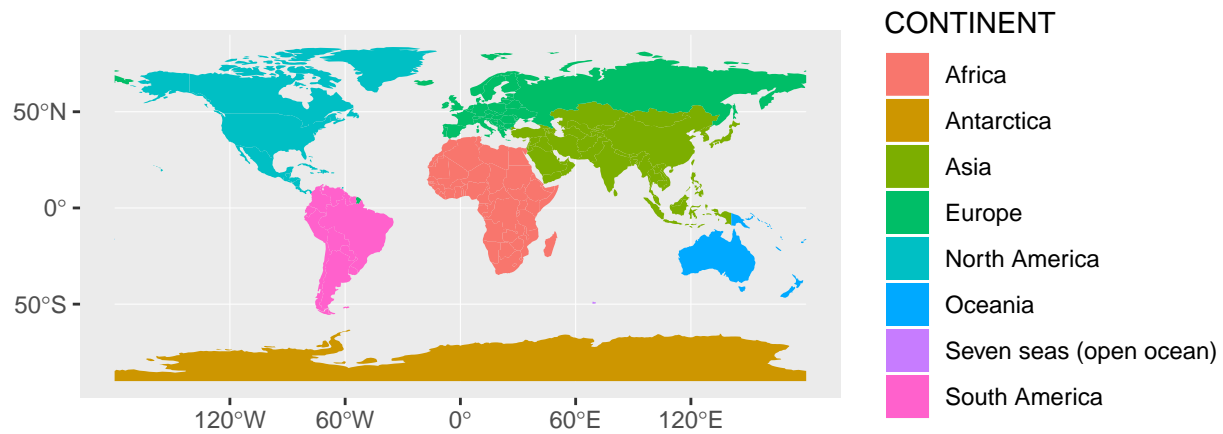 CONTINENT
Africa
Antarctica
Asia
Europe
North America
Oceania
Seven seas (open ocean)
South America
50°N
0°
50°S
120°W 60°W 0° 60°E 120°E